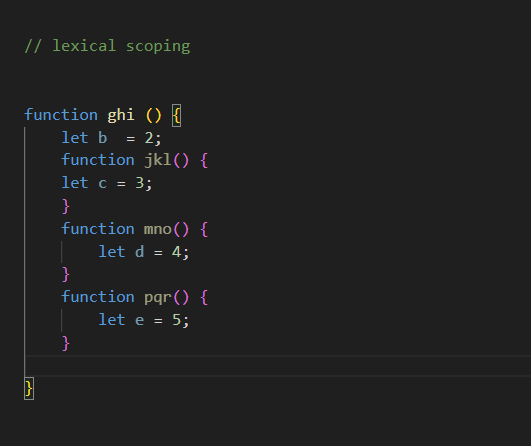 // lexical scoping
function ghi () {
let b  = 2;
function jkl() {
let c = 3;
}
function mno() {
let d = 4;
}
function pqr() {
let e = 5;
}
}